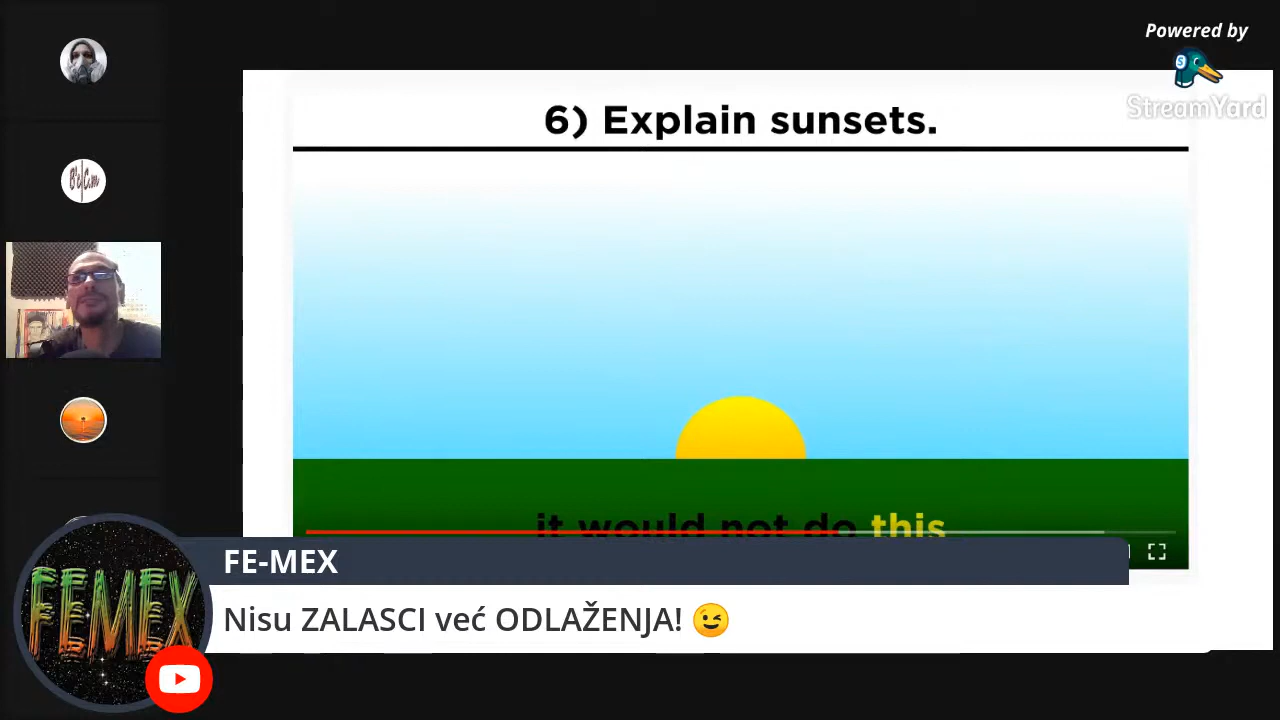 Powered by
StreamYard
6) Explain sunsets.
it would not do this
FE-MEX
Nisu ZALASCI već ODLAŽENJA! 😉
FEMEX